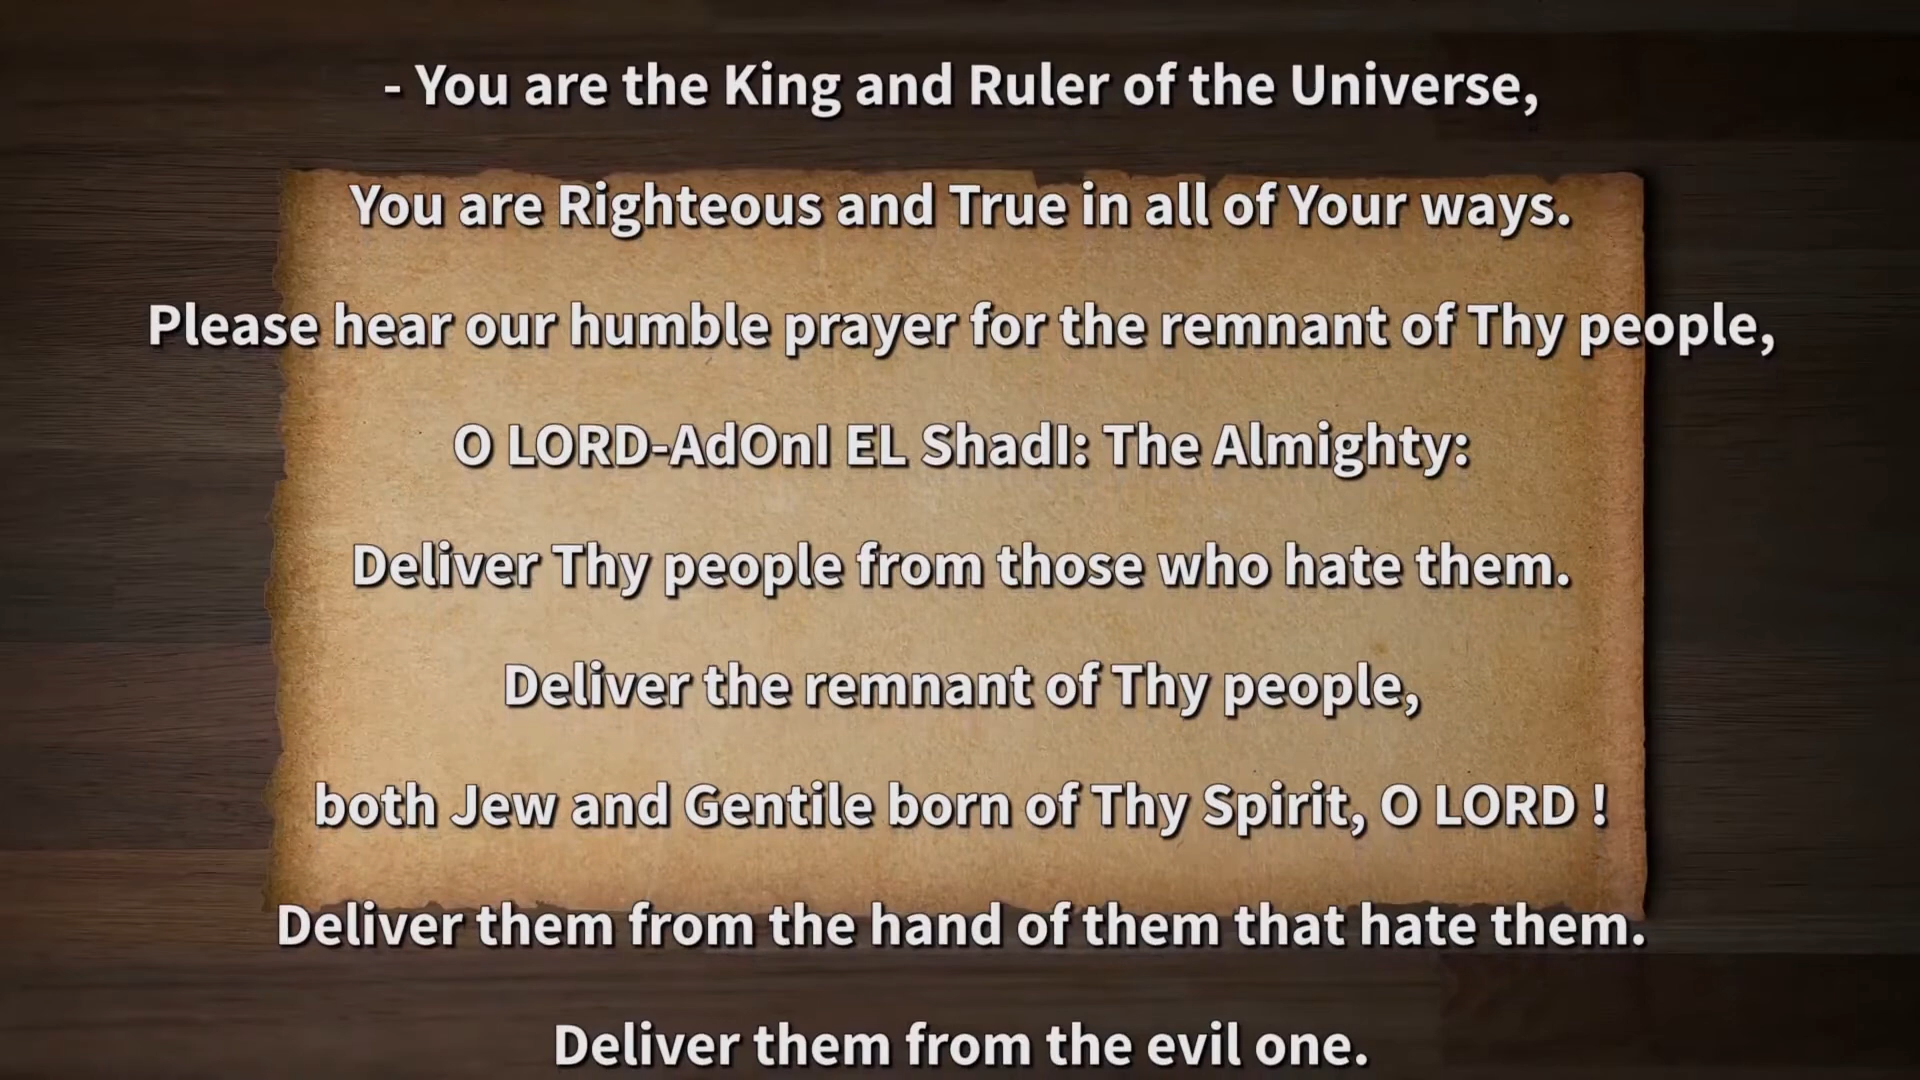 - You are the King and Ruler of the Universe,
You are Righteous and True in all of Your ways.
Please hear our humble prayer for the remnant of Thy people,
O LORD-AdOnI EL ShadI: The Almighty:
Deliver Thy people from those who hate them.
Deliver the remnant of Thy people,
both Jew and Gentile born of Thy Spirit, O LORD !
Deliver them from the hand of them that hate them.
Deliver them from the evil one.